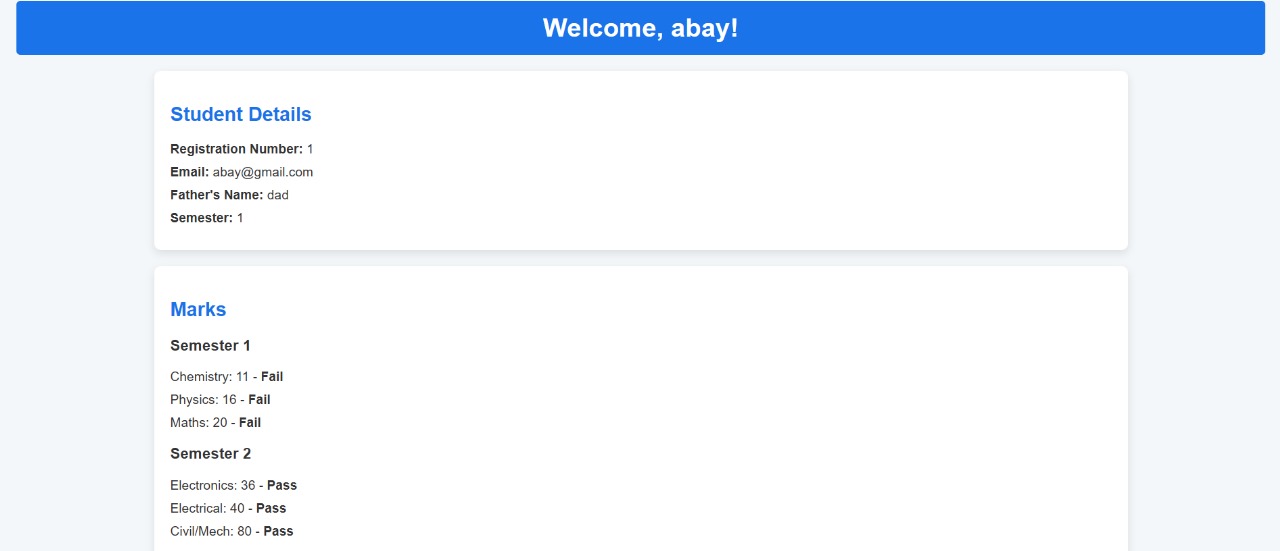 Welcome, abay!
Student Details
Registration Number: 1
Email: abay@gmail.com
Father's Name: dad
Semester: 1
Marks
Semester 1
Chemistry: 11 - Fail
Physics: 16 - Fail
Maths: 20 - Fail
Semester 2
Electronics: 36 - Pass
Electrical: 40 - Pass
Civil/Mech: 80 - Pass